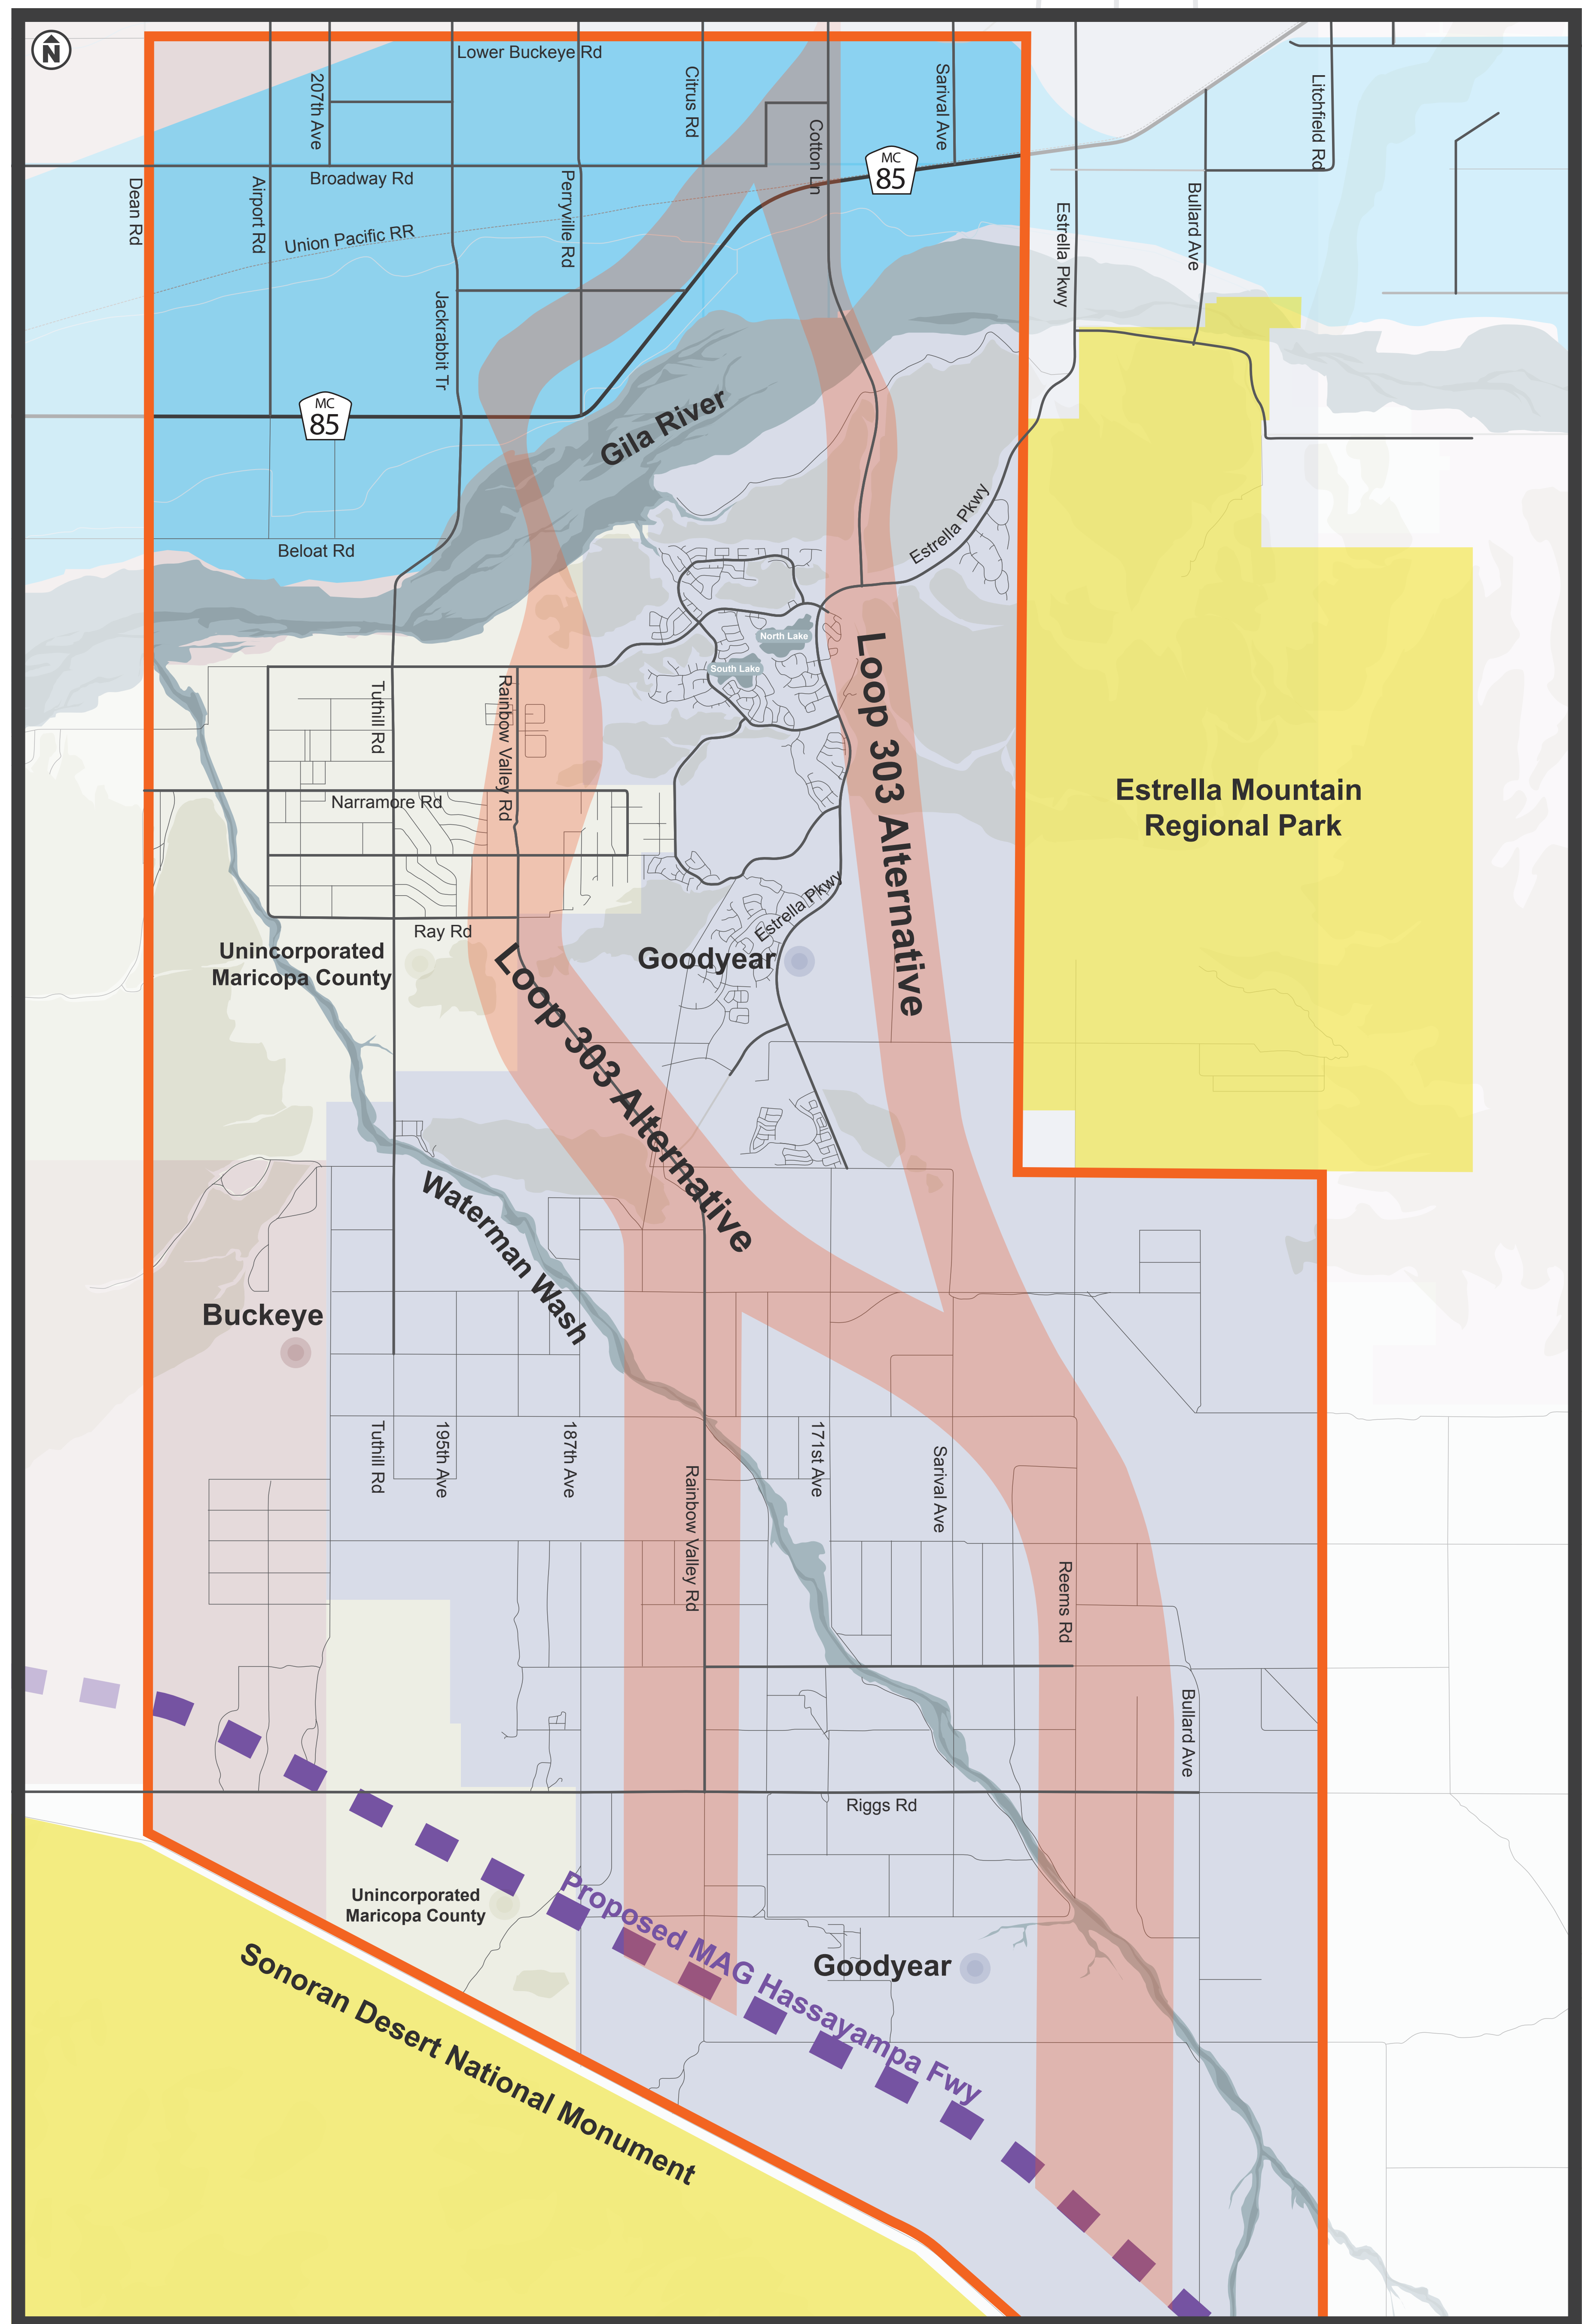 N
Lower Buckeye Rd
207th Ave
Citrus Rd
Sarival Ave
Litchfield Rd
Cotton Ln
MC
85
Broadway Rd
Dean Rd
Airport Rd
Perryville Rd
Bullard Ave
Estrella Pkwy
Union Pacific RR
Jackrabbit Tr
MC
85
Gila River
Beloat Rd
Estrella Pkwy
North Lake
South Lake
Tuthill Rd
Rainbow Valley Rd
Loop 303 Alternative
Narramore Rd
Estrella Mountain
Regional Park
Estrella Pkwy
Ray Rd
Unincorporated
Maricopa County
Goodyear
Loop 303 Alternative
Waterman Wash
Buckeye
Tuthill Rd
195th Ave
187th Ave
Rainbow Valley Rd
171st Ave
Sarival Ave
Reems Rd
Bullard Ave
Riggs Rd
Unincorporated
Maricopa County
Proposed MAG Hassayampa Fwy
Goodyear
Sonoran Desert National Monument